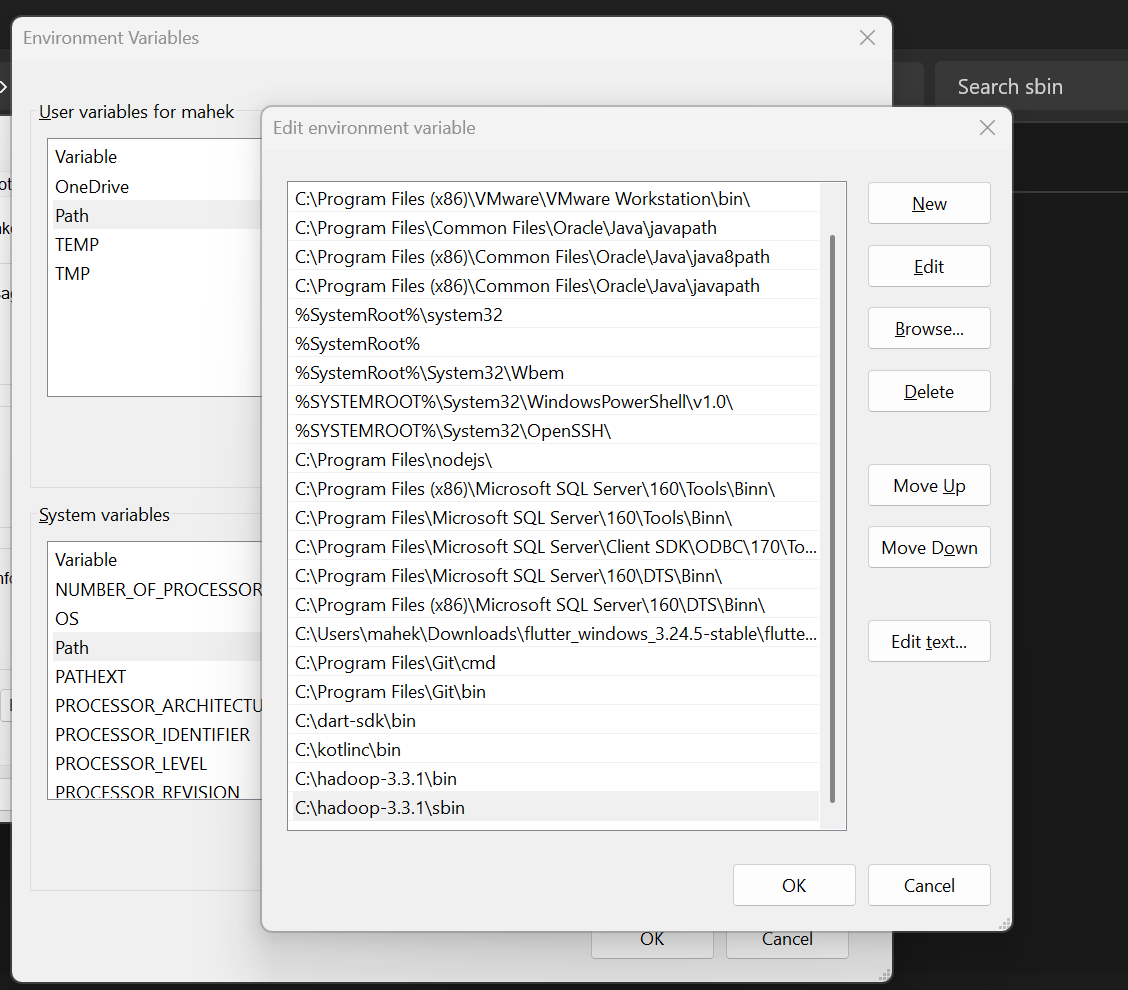 Environment Variables
Search sbin
User variables for mahek
Variable
OneDrive
Path
TEMP
TMP
System variables
Variable
NUMBER_OF_PROCESSOR
OS
Path
PATHEXT
PROCESSOR_ARCHITECTU
PROCESSOR_IDENTIFIER
PROCESSOR_LEVEL
PROCESSOR_REVISION
OK
Cancel
Edit environment variable
C:\Program Files (x86)\VMware\VMware Workstation\bin\
C:\Program Files\Common Files\Oracle\Java\javapath
C:\Program Files (x86)\Common Files\Oracle\Java\java8path
C:\Program Files (x86)\Common Files\Oracle\Java\javapath
%SystemRoot%\system32
%SystemRoot%
%SystemRoot%\System32\Wbem
%SYSTEMROOT%\System32\WindowsPowerShell\v1.0\
%SYSTEMROOT%\System32\OpenSSH\
C:\Program Files\nodejs\
C:\Program Files (x86)\Microsoft SQL Server\160\Tools\Binn\
C:\Program Files\Microsoft SQL Server\160\Tools\Binn\
C:\Program Files\Microsoft SQL Server\Client SDK\ODBC\170\To...
C:\Program Files\Microsoft SQL Server\160\DTS\Binn\
C:\Program Files (x86)\Microsoft SQL Server\160\DTS\Binn\
C:\Users\mahek\Downloads\flutter_windows_3.24.5-stable\flutte...
C:\Program Files\Git\cmd
C:\Program Files\Git\bin
C:\dart-sdk\bin
C:\kotlinc\bin
C:\hadoop-3.3.1\bin
C:\hadoop-3.3.1\sbin
New
Edit
Browse...
Delete
Move Up
Move Down
Edit text...
OK
Cancel